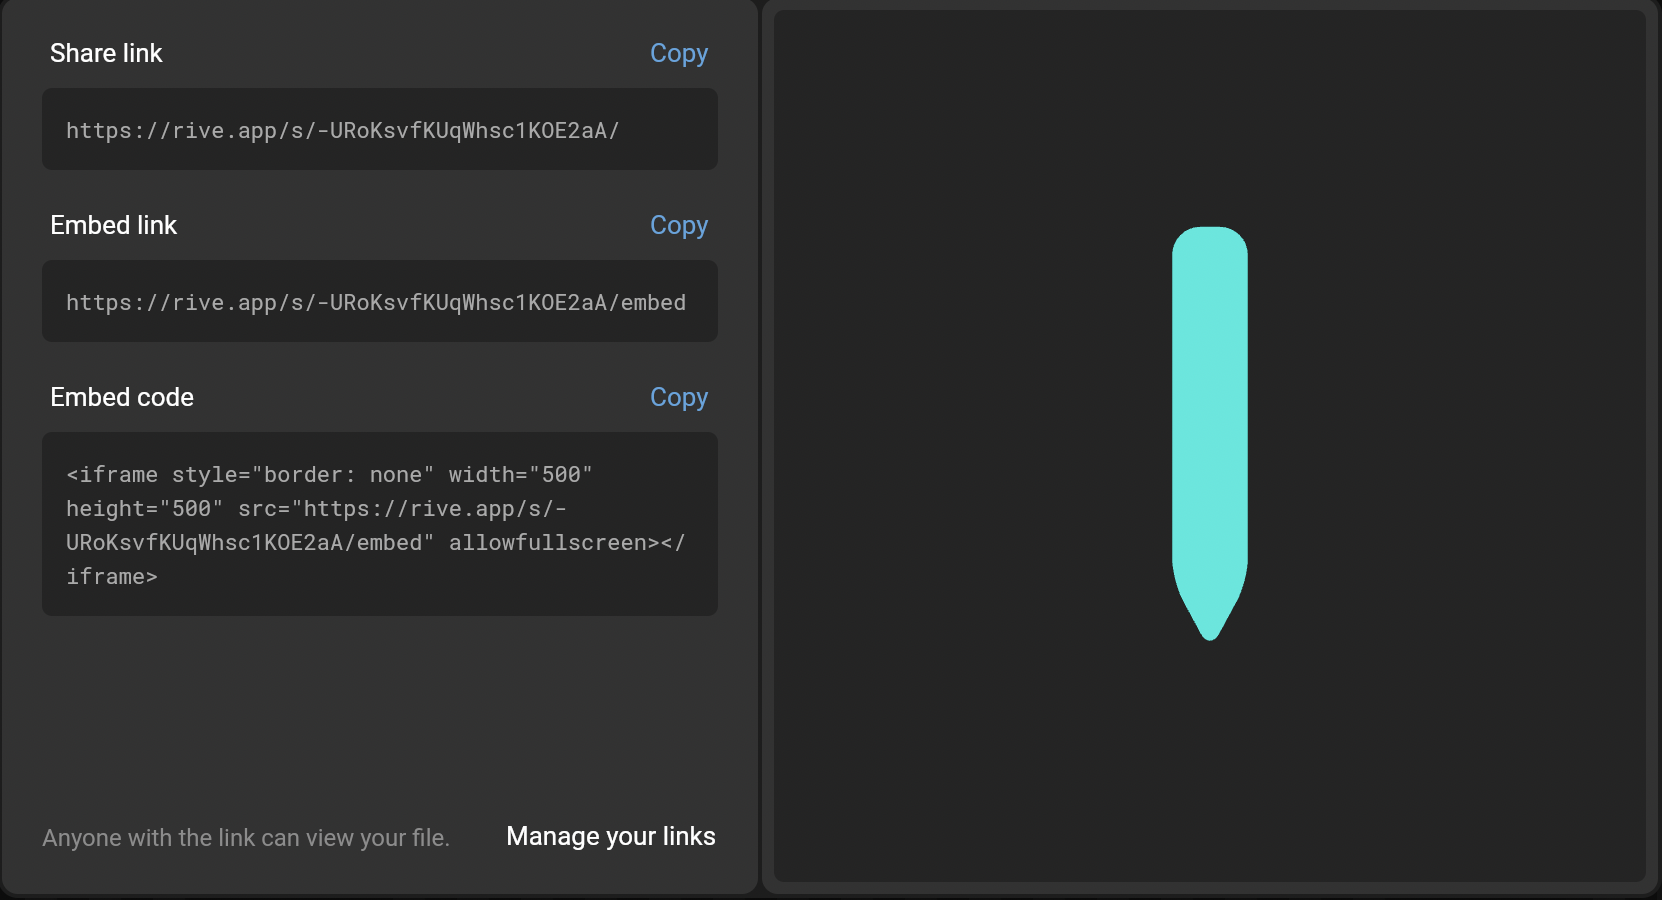 Share link
Copy
https://rive.app/s/-URoKsvfKUqWhsc1KOE2aA/
Embed link
Copy
https://rive.app/s/-URoKsvfKUqWhsc1KOE2aA/embed
Embed code
Copy
<iframe style="border: none" width="500"
height="500" src="https://rive.app/s/-
URoKsvfKUqWhsc1KOE2aA/embed" allowfullscreen></
iframe>
Anyone with the link can view your file.
Manage your links